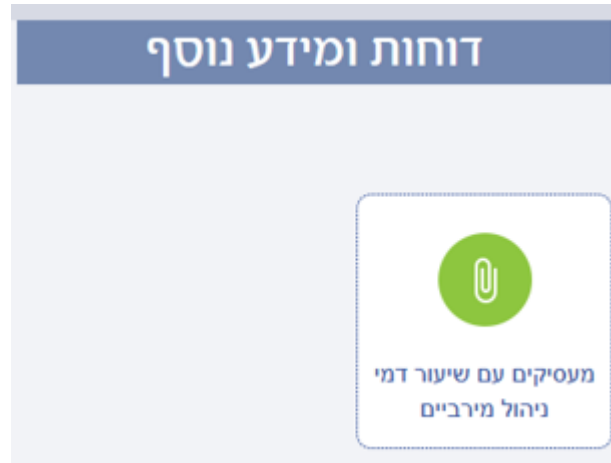 דוחות ומידע נוסף
מעסיקים עם שיעור דמי
ניהול מירביים